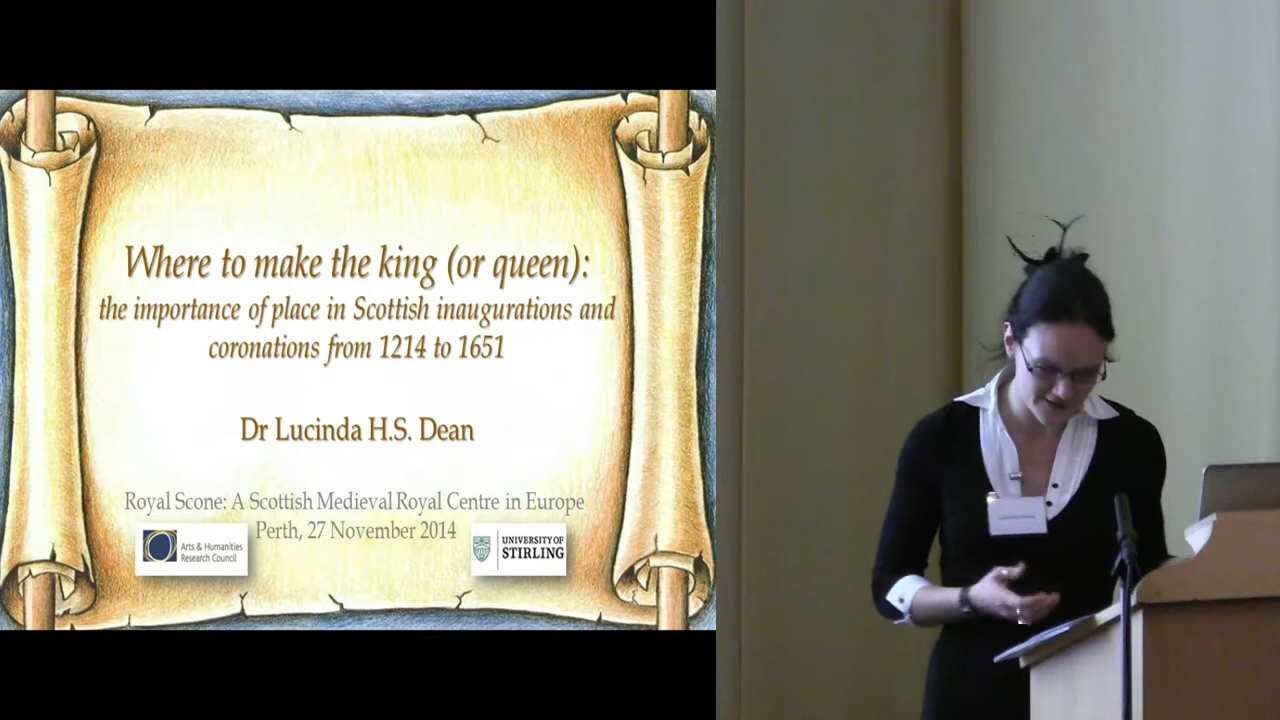 Where to make the king (or queen):
the importance of place in Scottish inaugurations and
coronations from 1214 to 1651
Dr Lucinda H.S. Dean
Royal Scone: A Scottish Medieval Royal Centre in Europe
Perth, 27 November 2014
Arts & Humanities
Research Council
UNIVERSITY OF
STIRLING